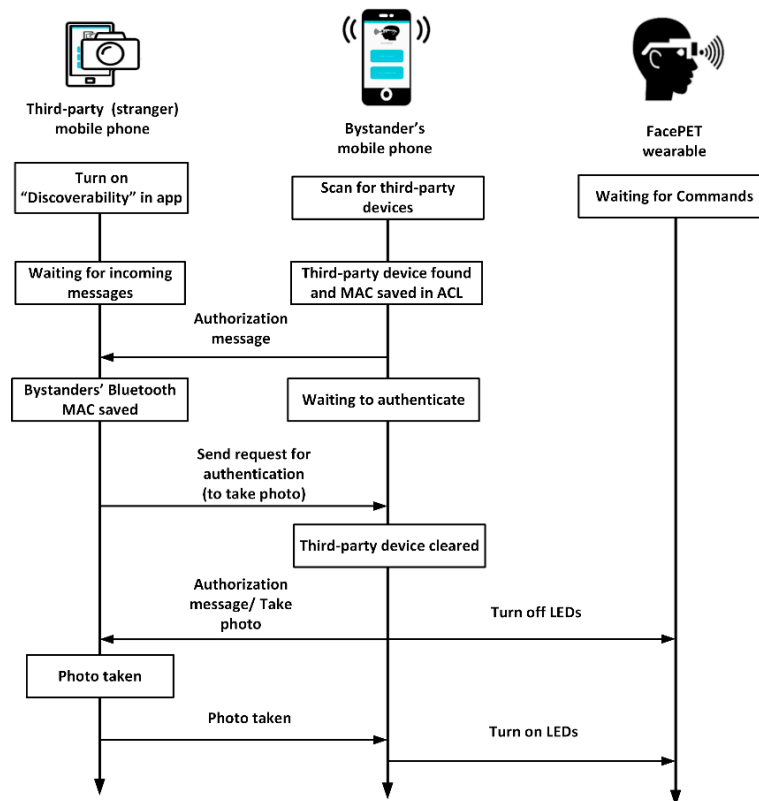 Third-party (stranger)
mobile phone
Bystander's
mobile phone
FacePET
wearable
Turn on
“Discoverability” in app
Scan for third-party
devices
Waiting for Commands
Waiting for incoming
messages
Third-party device found
and MAC saved in ACL
Authorization
message
Bystanders’ Bluetooth
MAC saved
Waiting to authenticate
Send request for
authentication
(to take photo)
Third-party device cleared
Authorization
message/ Take
photo
Turn off LEDs
Photo taken
Photo taken
Turn on LEDs